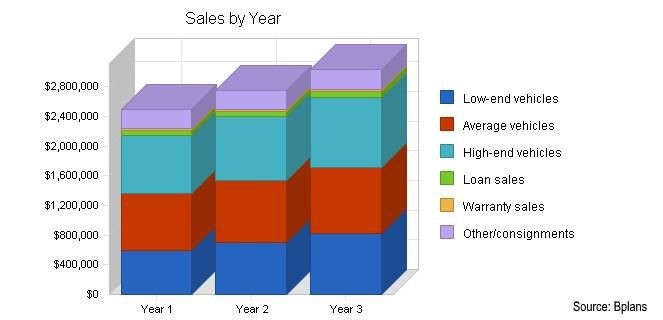 Sales by Year
$2,800,000
$2,400,000
$2,000,000
$1,600,000
$1,200,000
$800,000
$400,000
$0
Year 1
Year 2
Year 3
Low-end vehicles
Average vehicles
High-end vehicles
Loan sales
Warranty sales
Other/consignments
Source: Bplans